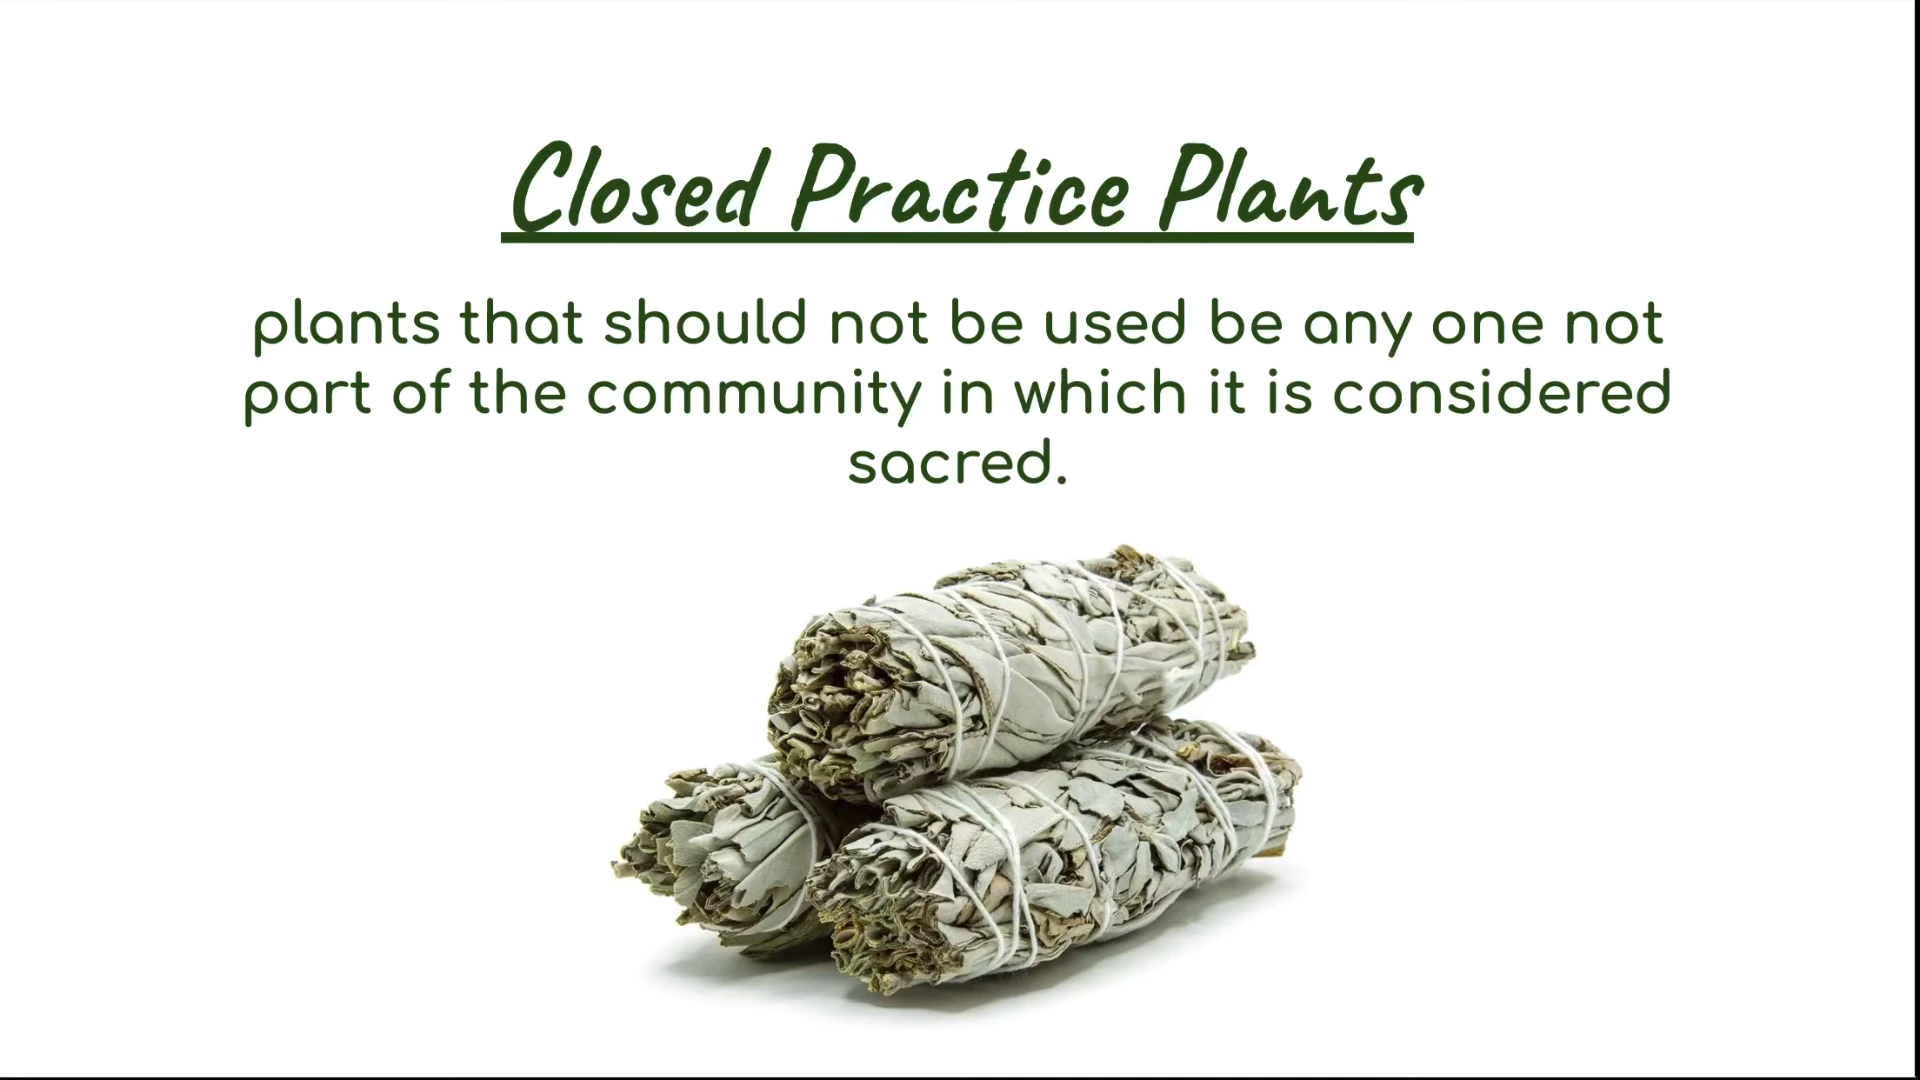 Closed Practice Plants
plants that should not be used be any one not
part of the community in which it is considered
sacred.